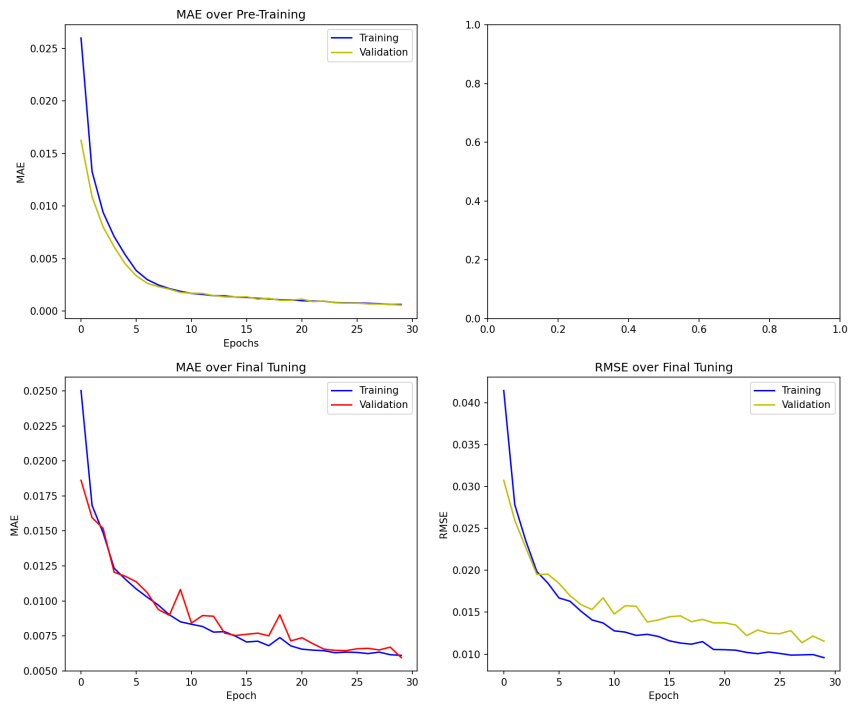 MAE over Pre-Training
0.025
0.020
0.015
0.010
0.005
0.000
MAE
Training
Validation
0 5 10 15 20 25 30
Epochs
1.0
0.8
0.6
0.4
0.2
0.0
0.0 0.2 0.4 0.6 0.8 1.0
MAE over Final Tuning
0.0250
0.0225
0.0200
0.0175
0.0150
0.0125
0.0100
0.0075
0.0050
MAE
Training
Validation
0 5 10 15 20 25 30
Epoch
RMSE over Final Tuning
0.040
0.035
0.030
0.025
0.020
0.015
0.010
RMSE
Training
Validation
0 5 10 15 20 25 30
Epoch